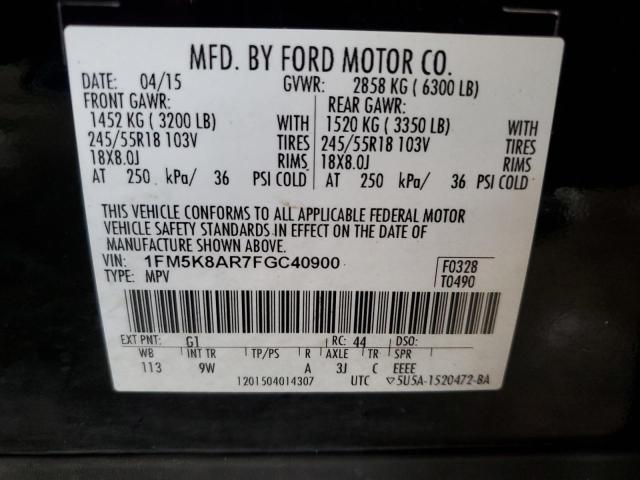 MFD. BY FORD MOTOR CO.
DATE: 04/15 GVWR: 2858 KG ( 6300 LB)
FRONT GAWR: REAR GAWR:
1452 KG ( 3200 LB) WITH 1520 KG ( 3350 LB) WITH
245/55R18 103V TIRES 245/55R18 103V TIRES
18X8.0J RIMS 18X8.0J RIMS
AT 250 kPa/ 36 PSI COLD AT 250 kPa/ 36 PSI COLD
THIS VEHICLE CONFORMS TO ALL APPLICABLE FEDERAL MOTOR
VEHICLE SAFETY STANDARDS IN EFFECT ON THE DATE OF
MANUFACTURE SHOWN ABOVE.
VIN: 1FM5K8AR7FGC40900 F0328
TYPE: MPV T0490
EXT PNT: G1 RC: 44 DSO:
WB INT TR TP/PS R AXLE TR SPR
113 9W A 3J C EEEE
1201504014307 UTC ▽5U5A-1520472-BA